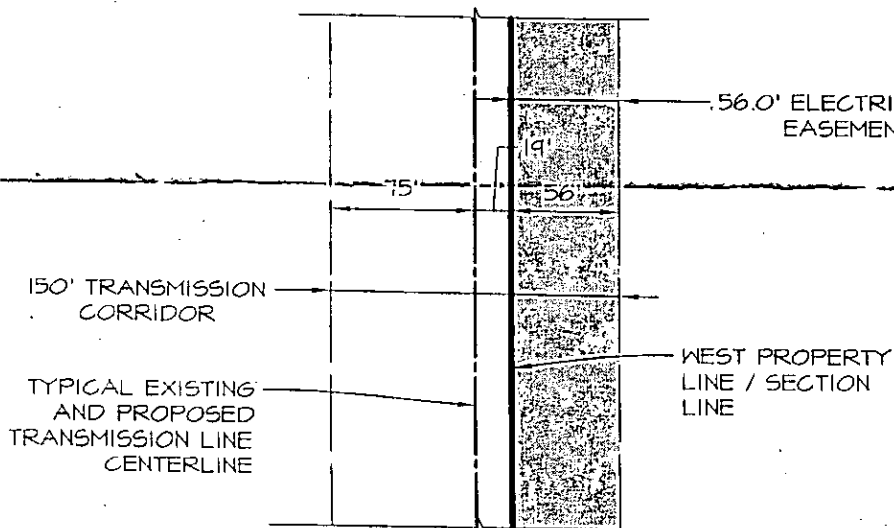 56.0' ELECTRI
EASEMEN
19'
75'
56'
150' TRANSMISSION
CORRIDOR
TYPICAL EXISTING
AND PROPOSED
TRANSMISSION LINE
CENTERLINE
WEST PROPERTY
LINE / SECTION
LINE